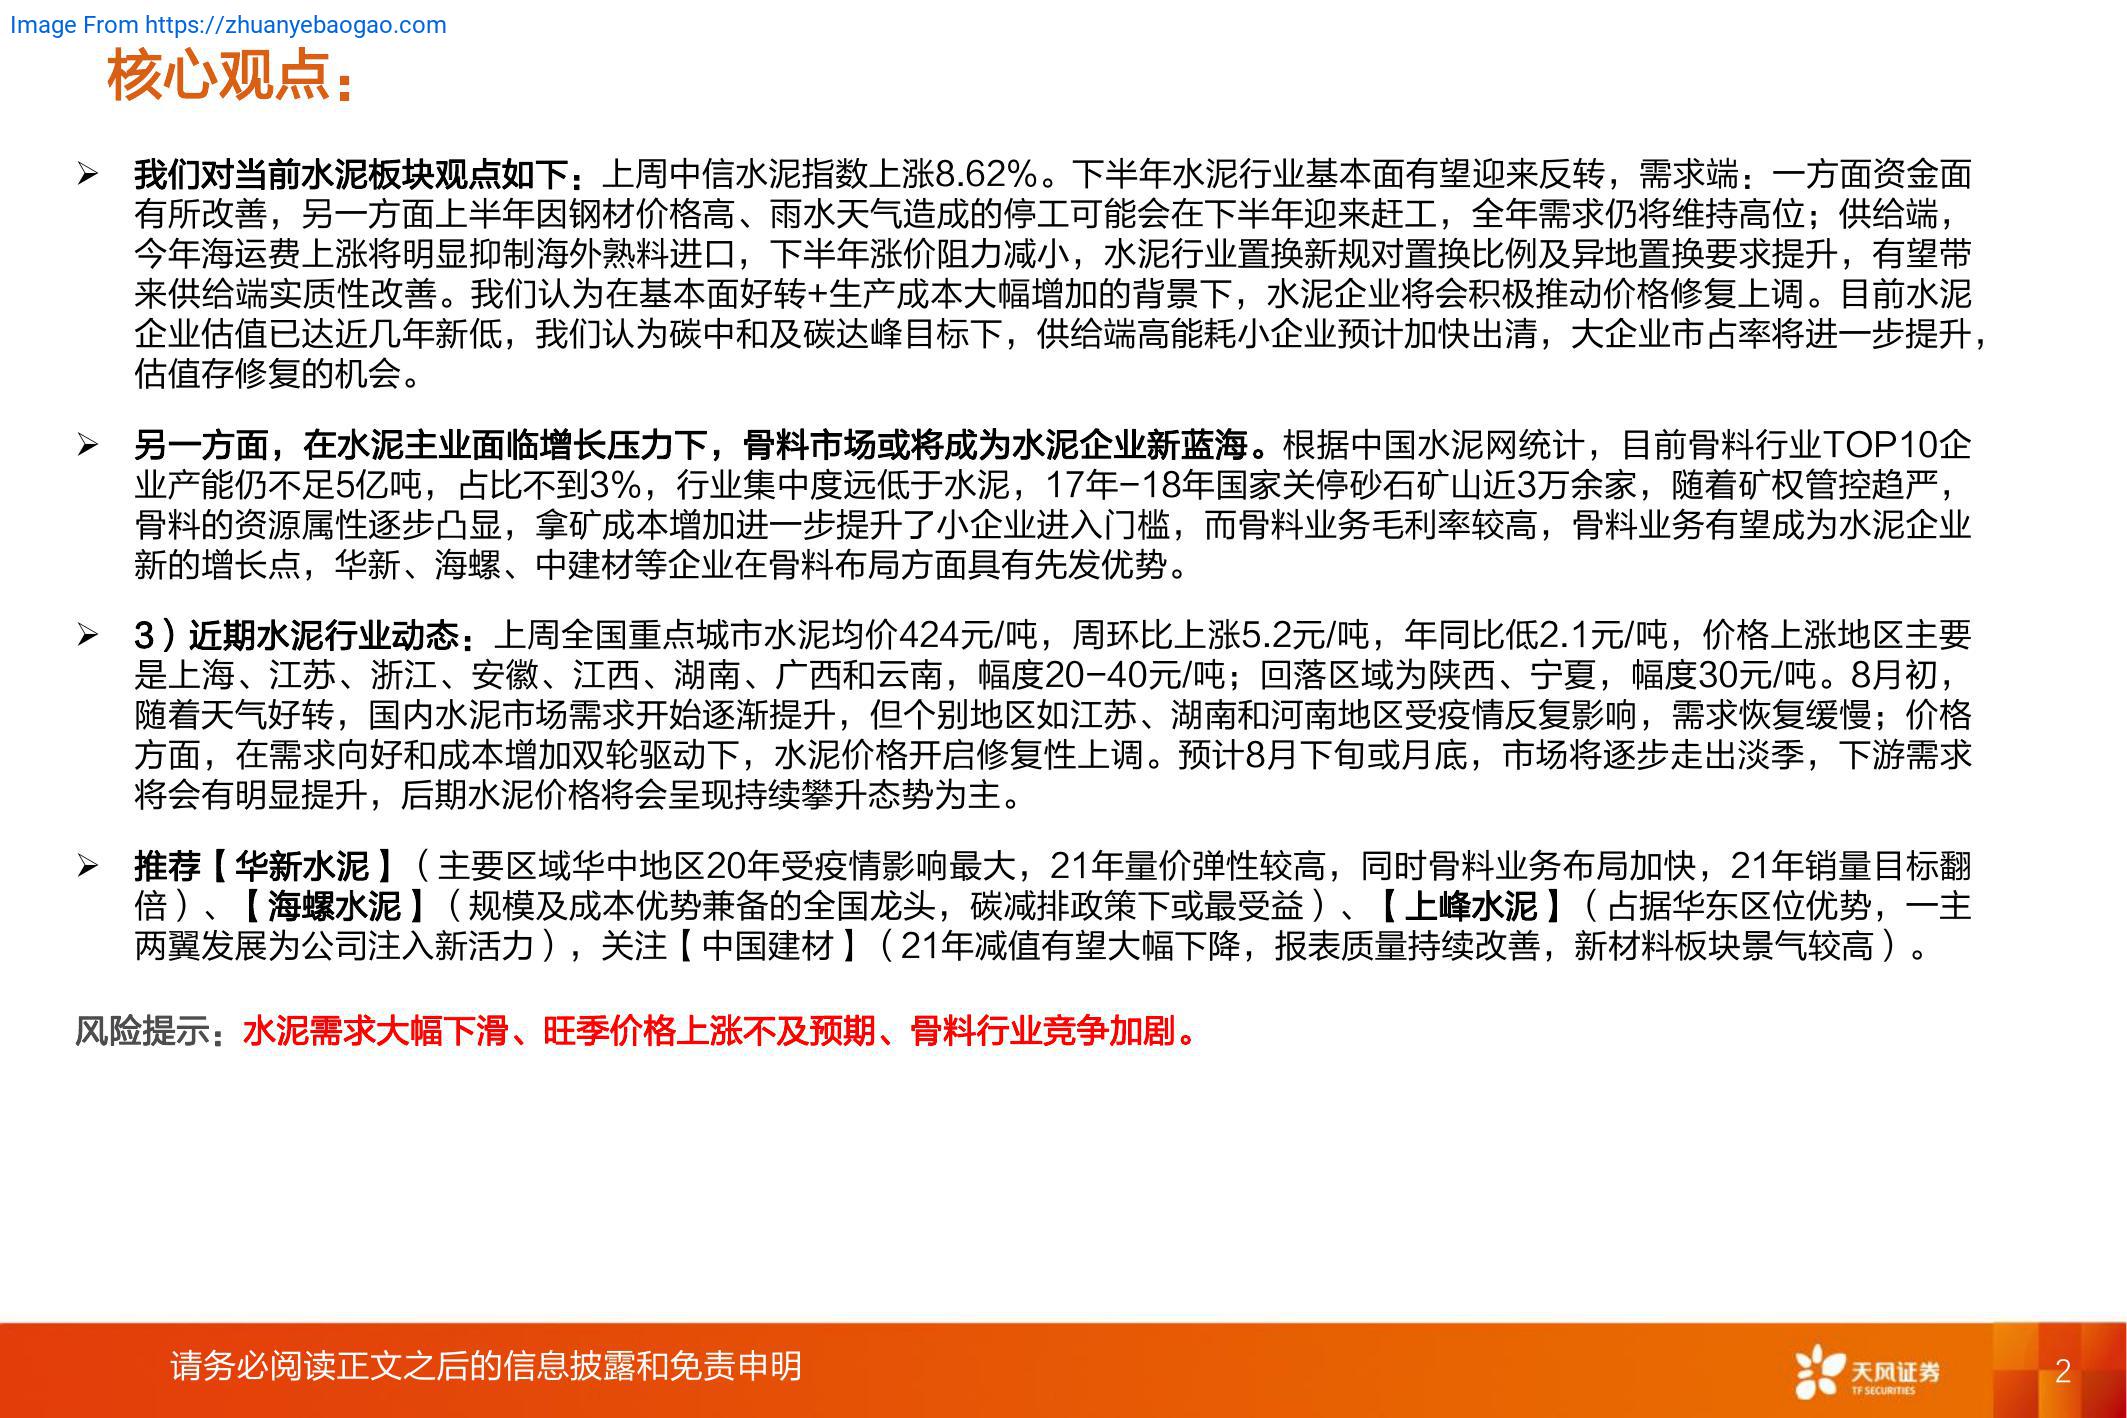 Image From https://zhuanyebaogao.com
核心观点：
➢ 我们对当前水泥板块观点如下：上周中信水泥指数上涨8.62%。下半年水泥行业基本面有望迎来反转，需求端：一方面资金面
有所改善，另一方面上半年因钢材价格高、雨水天气造成的停工可能会在下半年迎来赶工，全年需求仍将维持高位；供给端，
今年海运费上涨将明显抑制海外熟料进口，下半年涨价阻力减小，水泥行业置换新规对置换比例及异地置换要求提升，有望带
来供给端实质性改善。我们认为在基本面好转+生产成本大幅增加的背景下，水泥企业将会积极推动价格修复上调。目前水泥
企业估值已达近几年新低，我们认为碳中和及碳达峰目标下，供给端高能耗小企业预计加快出清，大企业市占率将进一步提升，
估值存修复的机会。
➢ 另一方面，在水泥主业面临增长压力下，骨料市场或将成为水泥企业新蓝海。根据中国水泥网统计，目前骨料行业TOP10企
业产能仍不足5亿吨，占比不到3%，行业集中度远低于水泥，17年-18年国家关停砂石矿山近3万余家，随着矿权管控趋严，
骨料的资源属性逐步凸显，拿矿成本增加进一步提升了小企业进入门槛，而骨料业务毛利率较高，骨料业务有望成为水泥企业
新的增长点，华新、海螺、中建材等企业在骨料布局方面具有先发优势。
➢ 3）近期水泥行业动态：上周全国重点城市水泥均价424元/吨，周环比上涨5.2元/吨，年同比低2.1元/吨，价格上涨地区主要
是上海、江苏、浙江、安徽、江西、湖南、广西和云南，幅度20-40元/吨；回落区域为陕西、宁夏，幅度30元/吨。8月初，
随着天气好转，国内水泥市场需求开始逐渐提升，但个别地区如江苏、湖南和河南地区受疫情反复影响，需求恢复缓慢；价格
方面，在需求向好和成本增加双轮驱动下，水泥价格开启修复性上调。预计8月下旬或月底，市场将逐步走出淡季，下游需求
将会有明显提升，后期水泥价格将会呈现持续攀升态势为主。
➢ 推荐【华新水泥】（主要区域华中地区20年受疫情影响最大，21年量价弹性较高，同时骨料业务布局加快，21年销量目标翻
倍）、【海螺水泥】（规模及成本优势兼备的全国龙头，碳减排政策下或最受益）、【上峰水泥】（占据华东区位优势，一主
两翼发展为公司注入新活力），关注【中国建材】（21年减值有望大幅下降，报表质量持续改善，新材料板块景气较高）。
风险提示：水泥需求大幅下滑、旺季价格上涨不及预期、骨料行业竞争加剧。
请务必阅读正文之后的信息披露和免责申明
天风证券
TF SECURITIES
2